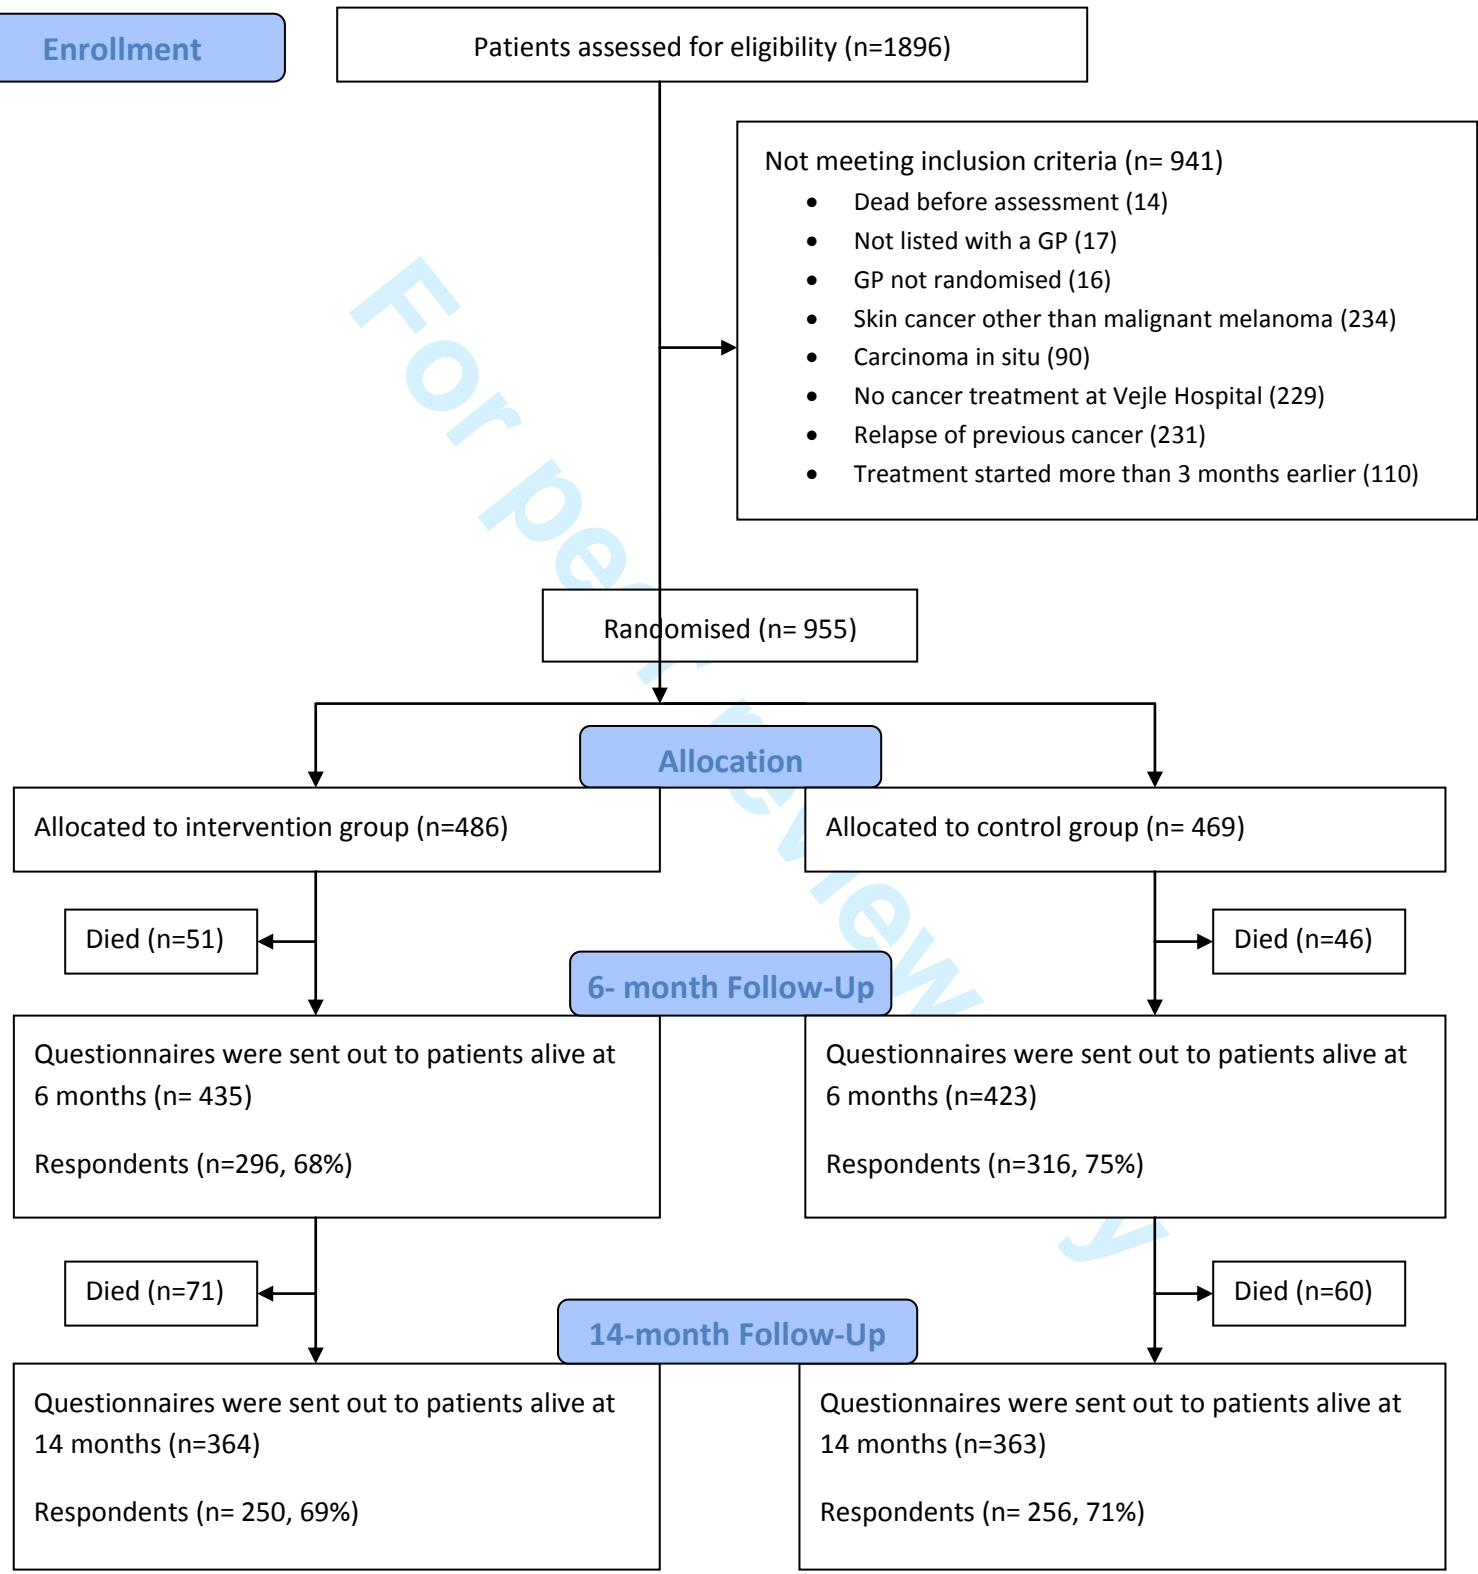 Enrollment
Patients assessed for eligibility (n=1896)
Not meeting inclusion criteria (n= 941)
• Dead before assessment (14)
• Not listed with a GP (17)
• GP not randomised (16)
• Skin cancer other than malignant melanoma (234)
• Carcinoma in situ (90)
• No cancer treatment at Vejle Hospital (229)
• Relapse of previous cancer (231)
• Treatment started more than 3 months earlier (110)
Randomised (n= 955)
Allocation
Allocated to intervention group (n=486)
Allocated to control group (n= 469)
Died (n=51)
Died (n=46)
6- month Follow-Up
Questionnaires were sent out to patients alive at
6 months (n= 435)
Respondents (n=296, 68%)
Questionnaires were sent out to patients alive at
6 months (n=423)
Respondents (n=316, 75%)
Died (n=71)
Died (n=60)
14-month Follow-Up
Questionnaires were sent out to patients alive at
14 months (n=364)
Respondents (n= 250, 69%)
Questionnaires were sent out to patients alive at
14 months (n=363)
Respondents (n= 256, 71%)
For peer review